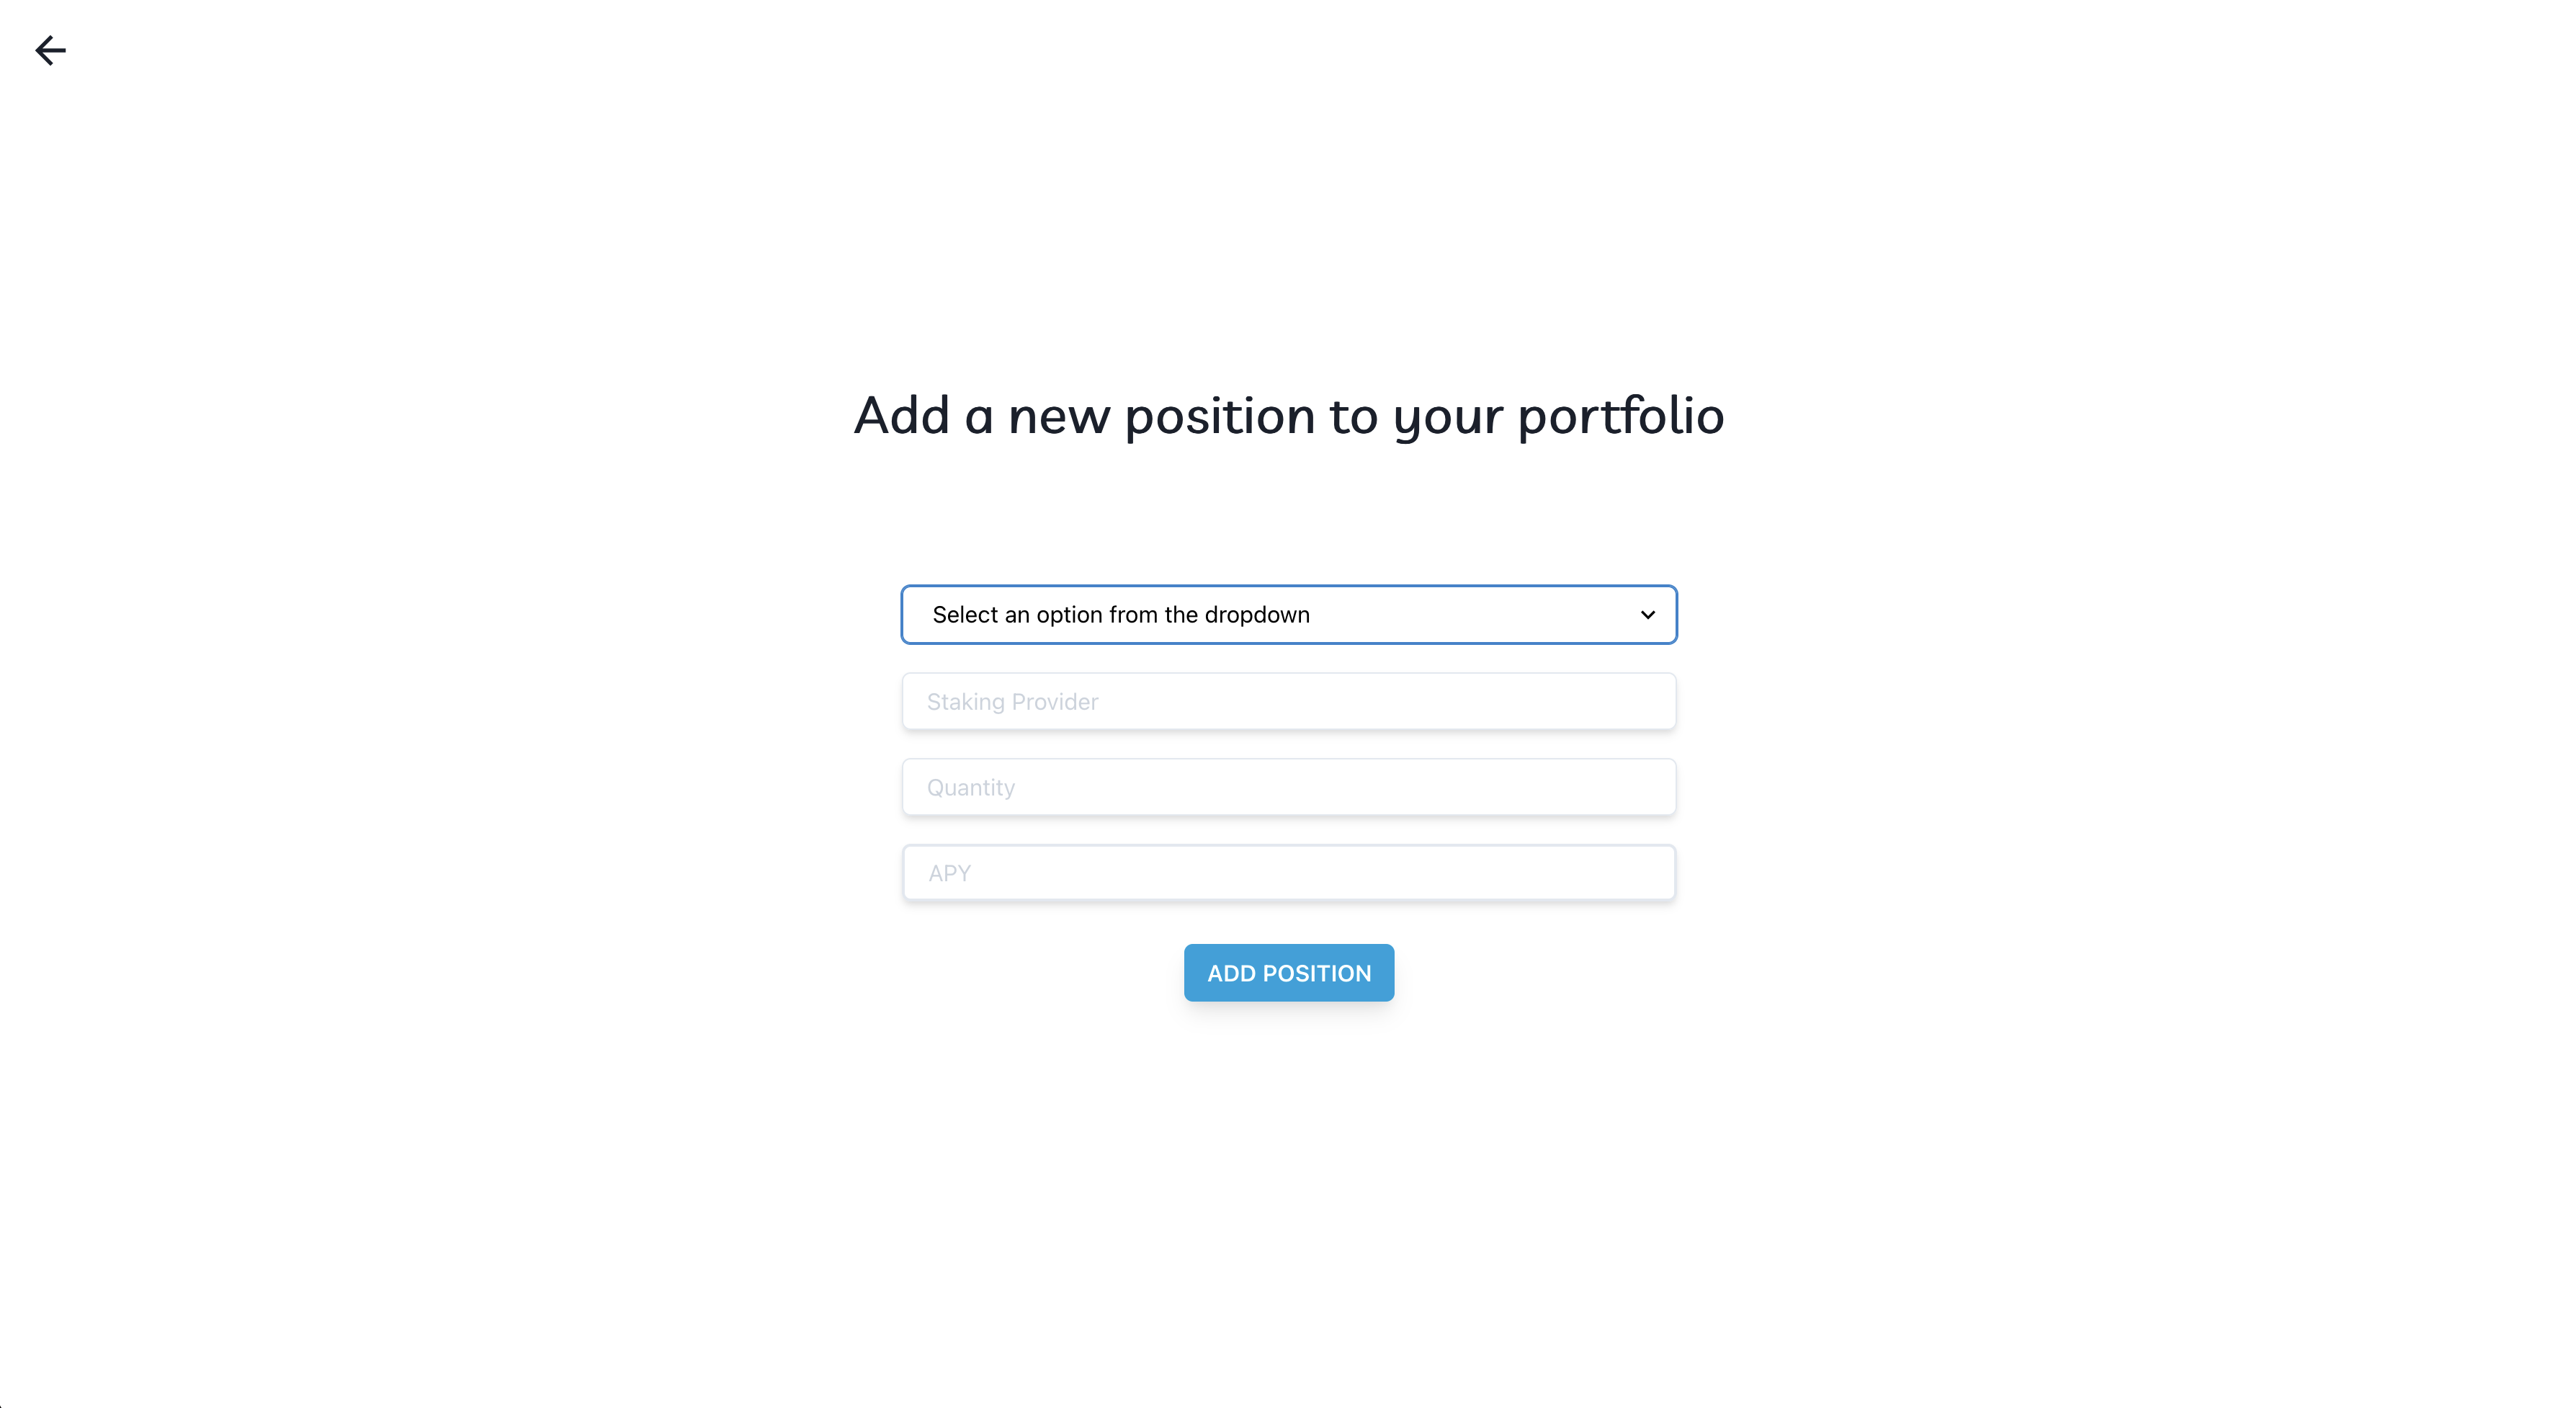 Add a new position to your portfolio
Select an option from the dropdown
Staking Provider
Quantity
APY
ADD POSITION